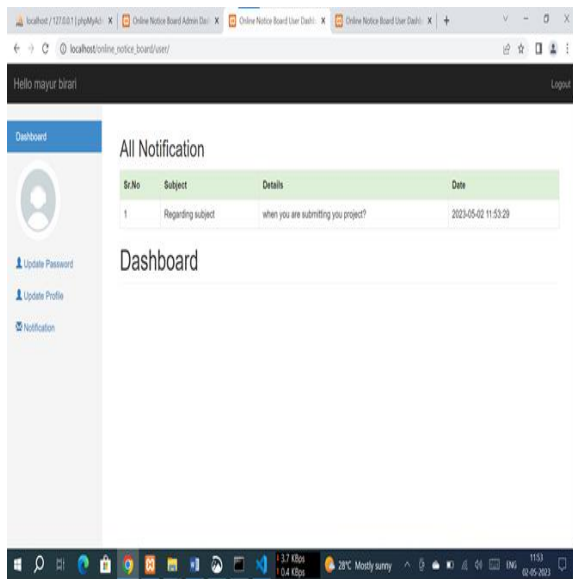 localhost / 127.0.0.1 | phpMyAd X Online Notice Board Admin Das X Online Notice Board User Dashb X Online Notice Board User Dashb X +
localhost/online_notice_board/user/
Hello mayur birari Logout
Dashboard
All Notification
Sr.No Subject Details Date
1 Regarding subject when you are submitting you project? 2023-05-02 11:53:29
Dashboard
Update Password
Update Profile
Notification
3.7 KBps
0.4 KBps
28°C Mostly sunny ENG
11:53
02-05-2023